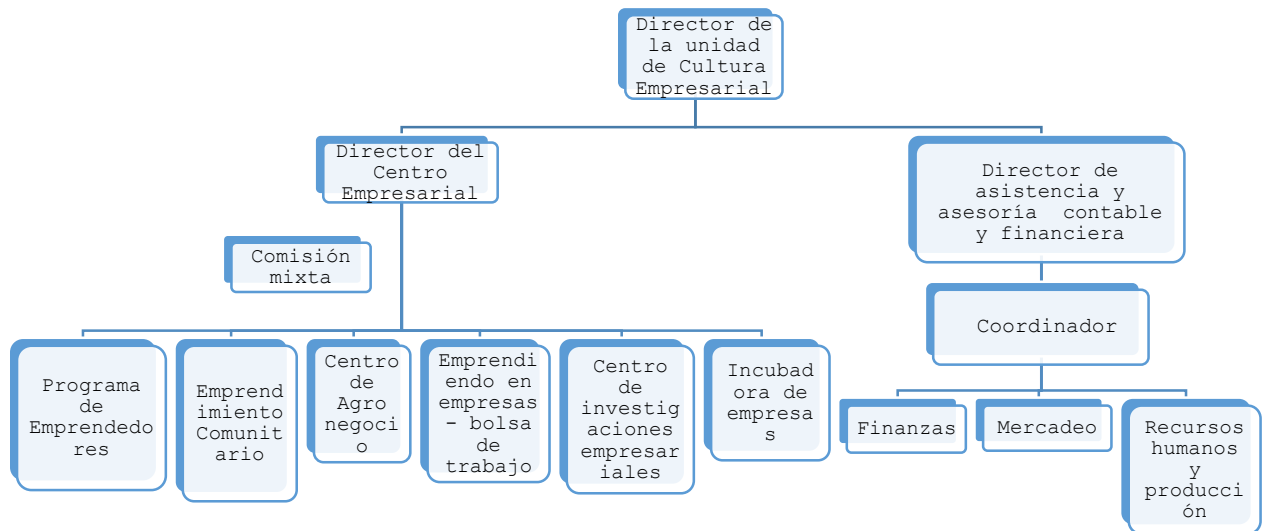 Director de
la unidad
de Cultura
Empresarial
Director del
Centro
Empresarial
Director de
asistencia y
asesoría contable
y financiera
Comisión
mixta
Coordinador
Programa
de
Emprendedo
res
Emprend
imiento
Comunit
ario
Centro
de
Agro
negoci
o
Emprendi
endo en
empresas
- bolsa
de
trabajo
Centro
de
investig
aciones
empresar
iales
Incubad
ora de
empresa
s
Finanzas
Mercadeo
Recursos
humanos
y
producci
ón